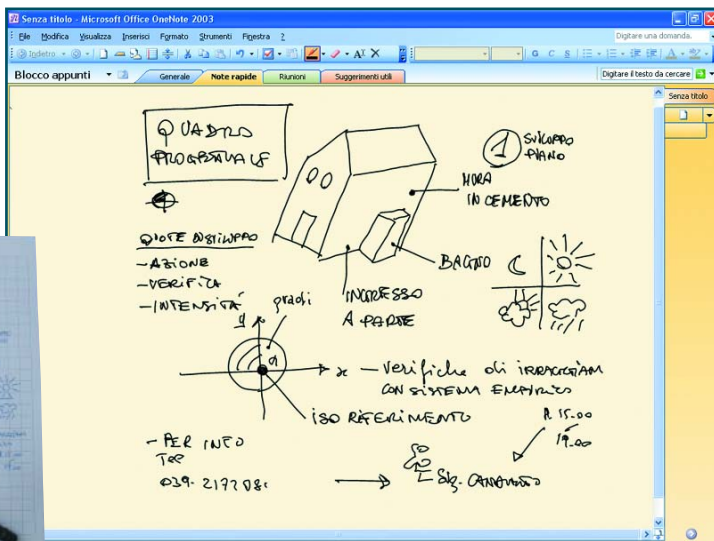 Senza titolo - Microsoft Office OneNote 2003
File Modifica Visualizza Inserisci Formato Strumenti Finestra ?
Digitare una domanda.
Indietro
G C S
Blocco appunti
Generale Note rapide Riunioni Suggerimenti utili
Digitare il testo da cercare
Senza titolo
QUADRO
PROGETTUALE
1 SVILUPPO
PIANO
MURA
IN CEMENTO
QUOTE DI SVILUPPO
- AZIONE
- VERIFICA
- INTENSITÀ
BAGNO
INGRESSO
A PARTE
gradi
y
α
x - Verifiche di
CON SISTEMA EMPIRICO
ISO RIFERIMENTO
A 15.00
19.00
- PER INFO
Tel
039-2177
Sig.